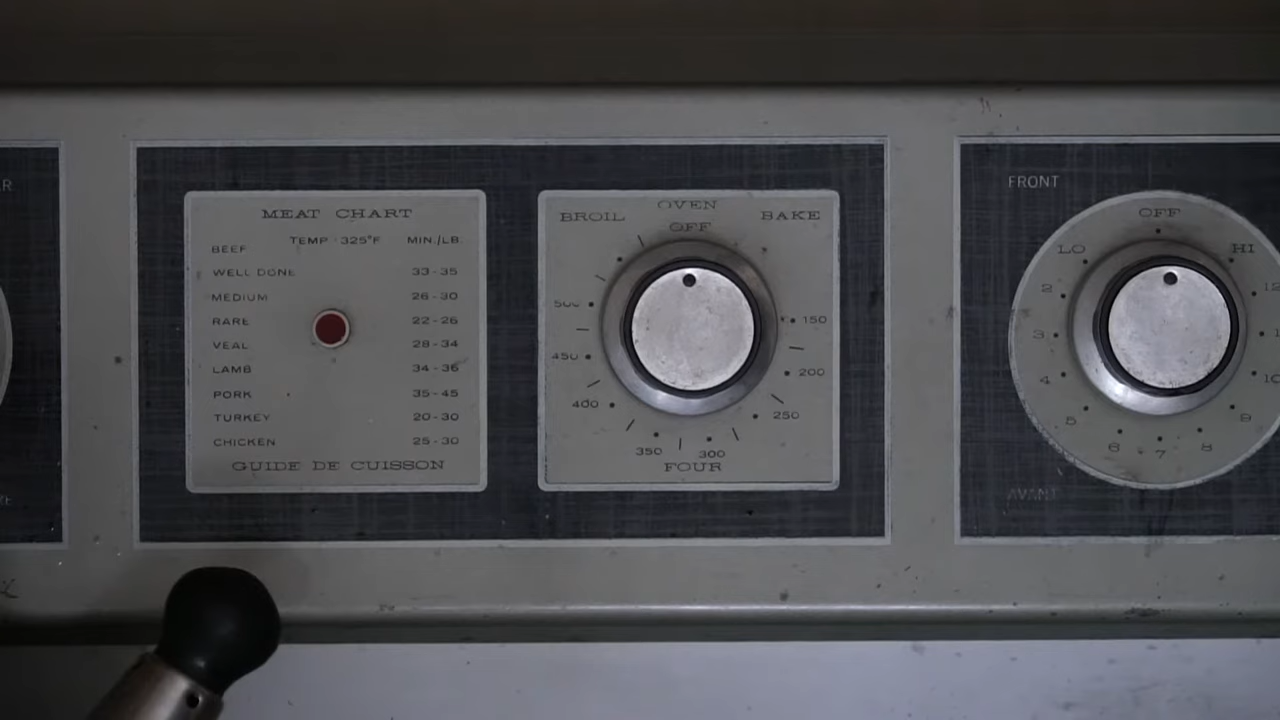 MEAT CHART
TEMP 325°F MIN./LB.
BEEF
WELL DONE 33-35
MEDIUM 26-30
RARE 22-26
VEAL 28-34
LAMB 34-36
PORK 35-45
TURKEY 20-30
CHICKEN 25-30
GUIDE DE CUISSON
OVEN
BROIL OFF BAKE
500 150
450 200
400 250
350 300
FOUR
FRONT
OFF
LO HI
2 12
3
4 10
5 9
6 7 8
AVANT